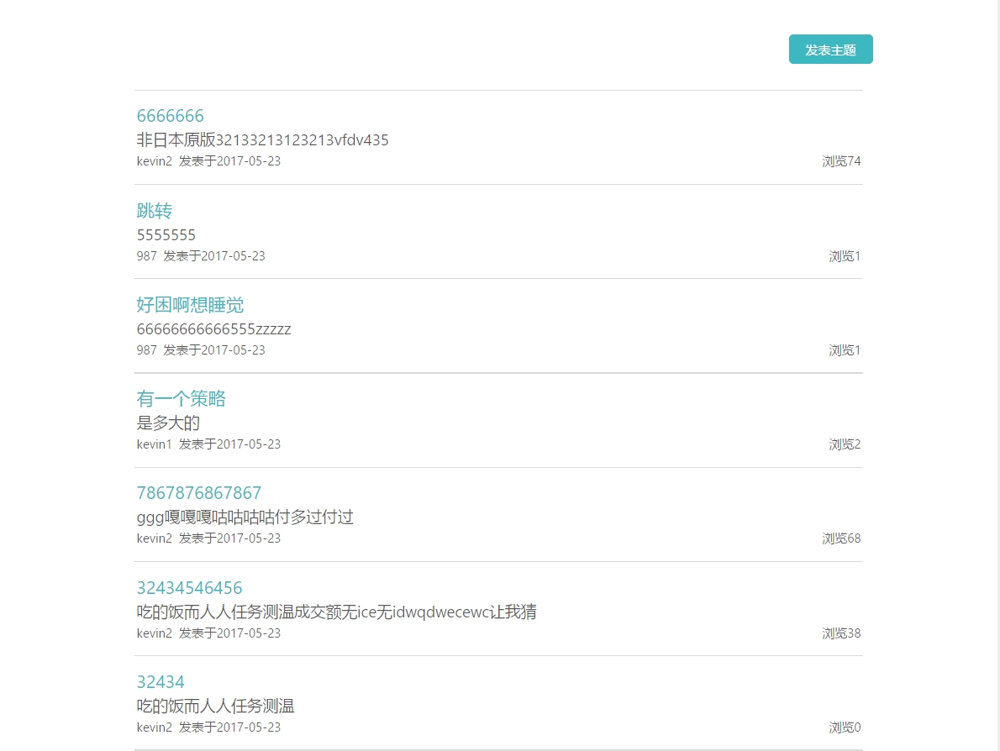 发表主题
6666666
非日本原版32133213123213vfdv435
kevin2 发表于2017-05-23 浏览74
跳转
5555555
987 发表于2017-05-23 浏览1
好困啊想睡觉
66666666666555zzzzz
987 发表于2017-05-23 浏览1
有一个策略
是多大的
kevin1 发表于2017-05-23 浏览2
7867876867867
ggg嘎嘎嘎咕咕咕咕付多过付过
kevin2 发表于2017-05-23 浏览68
32434546456
吃的饭而人人任务测温成交额无ice无idwqdwecewc让我猜
kevin2 发表于2017-05-23 浏览38
32434
吃的饭而人人任务测温
kevin2 发表于2017-05-23 浏览0